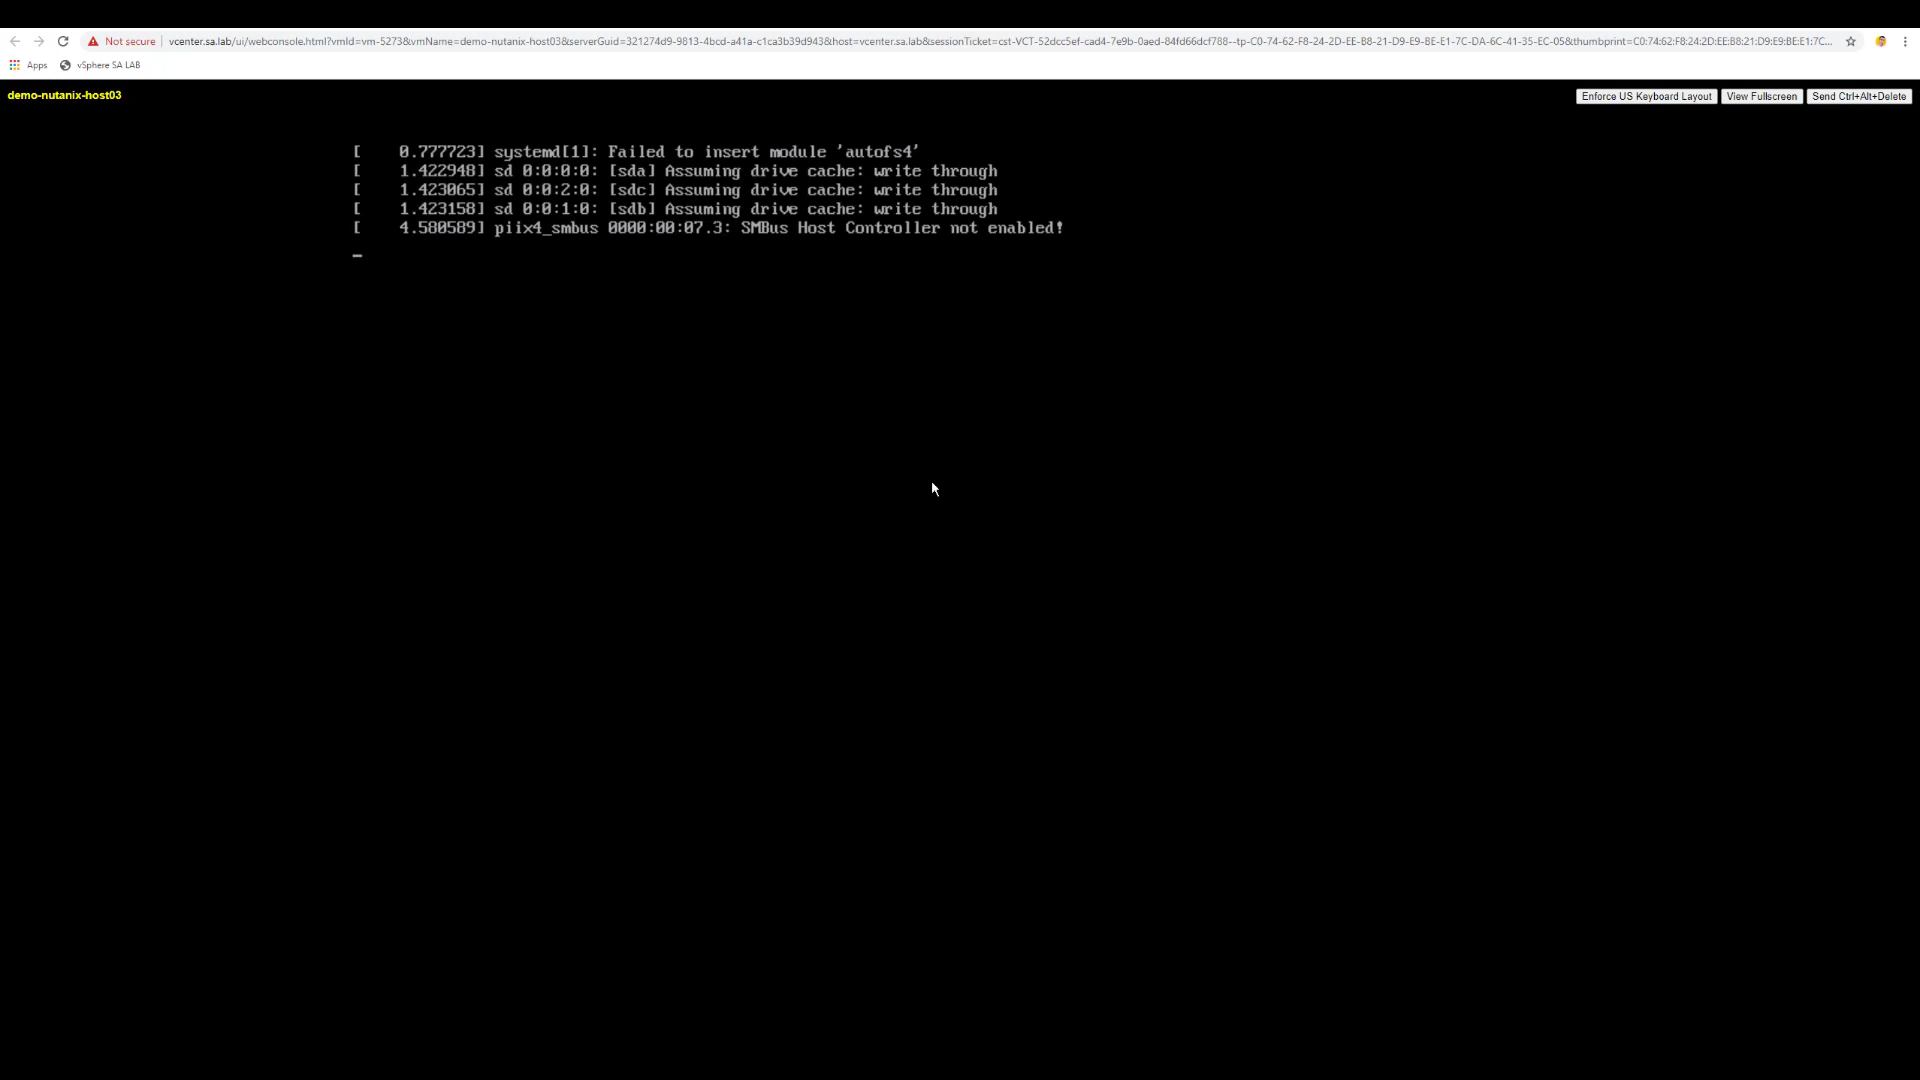 Not secure | vcenter.sa.lab/ui/webconsole.html?vmId=vm-5273&vmName=demo-nutanix-host03&serverGuid=321274d9-9813-4bcd-a41a-c1ca3b39d943&host=vcenter.sa.lab&sessionTicket=cst-VCT-52dcc5ef-cad4-7e9b-0aed-84fd66dcf788--tp-C0-74-62-F8-24-2D-EE-B8-21-D9-E9-BE-E1-7C-DA-6C-41-35-EC-05&thumbprint=C0:74:62:F8:24:2D:EE:B8:21:D9:E9:BE:E1:7C...
Apps vSphere SA LAB
demo-nutanix-host03 Enforce US Keyboard Layout View Fullscreen Send Ctrl+Alt+Delete
[    0.777723] systemd[1]: Failed to insert module 'autofs4'
[    1.422948] sd 0:0:0:0: [sda] Assuming drive cache: write through
[    1.423065] sd 0:0:2:0: [sdc] Assuming drive cache: write through
[    1.423158] sd 0:0:1:0: [sdb] Assuming drive cache: write through
[    4.580589] piix4_smbus 0000:00:07.3: SMBus Host Controller not enabled!